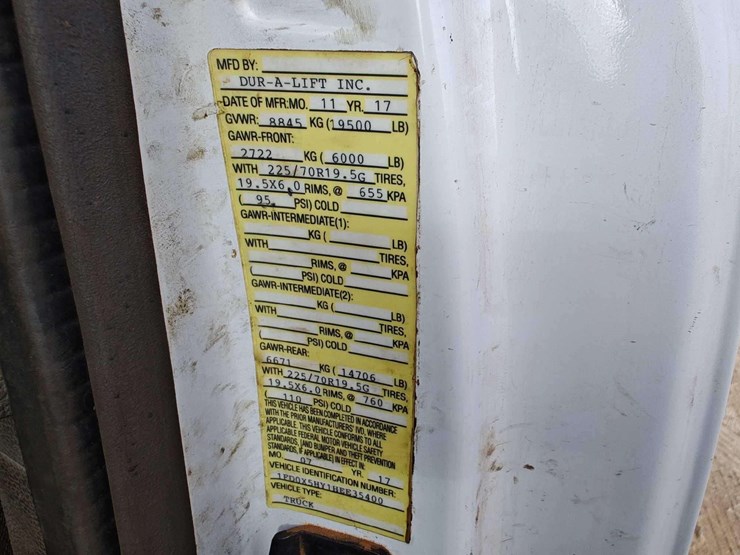 MFD BY:
DUR-A-LIFT INC.
DATE OF MFR:MO. 11 YR. 17
GVWR: 8845 KG (19500 LB)
GAWR-FRONT:
2722 KG ( 6000 LB)
WITH 225/70R19.5G TIRES,
19.5X6.0 RIMS, @ 655 KPA
( 95 PSI) COLD
GAWR-INTERMEDIATE(1):
KG ( LB)
WITH TIRES,
RIMS, @ KPA
( PSI) COLD
GAWR-INTERMEDIATE(2):
KG ( LB)
WITH TIRES,
RIMS, @ KPA
( PSI) COLD
GAWR-REAR:
6671 KG ( 14706 LB)
WITH 225/70R19.5G TIRES,
19.5X6.0 RIMS, @ 760 KPA
( 110 PSI) COLD
THIS VEHICLE HAS BEEN COMPLETED IN ACCORDANCE
WITH THE PRIOR MANUFACTURERS' IVD, WHERE
APPLICABLE. THIS VEHICLE CONFORMS TO ALL
APPLICABLE FEDERAL MOTOR VEHICLE SAFETY
STANDARDS, [AND BUMPER AND THEFT PREVENTION
STANDARDS, IF APPLICABLE] IN EFFECT IN
MO. 07 YR. 17
VEHICLE IDENTIFICATION NUMBER:
1FD0X5HY1HEE35400
VEHICLE TYPE:
TRUCK